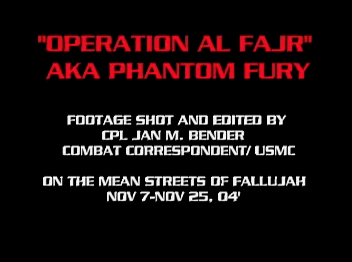 "OPERATION AL FAJR"
AKA PHANTOM FURY
FOOTAGE SHOT AND EDITED BY
CPL JAN M. BENDER
COMBAT CORRESPONDENT/ USMC
ON THE MEAN STREETS OF FALLUJAH
NOV 7-NOV 25, 04'